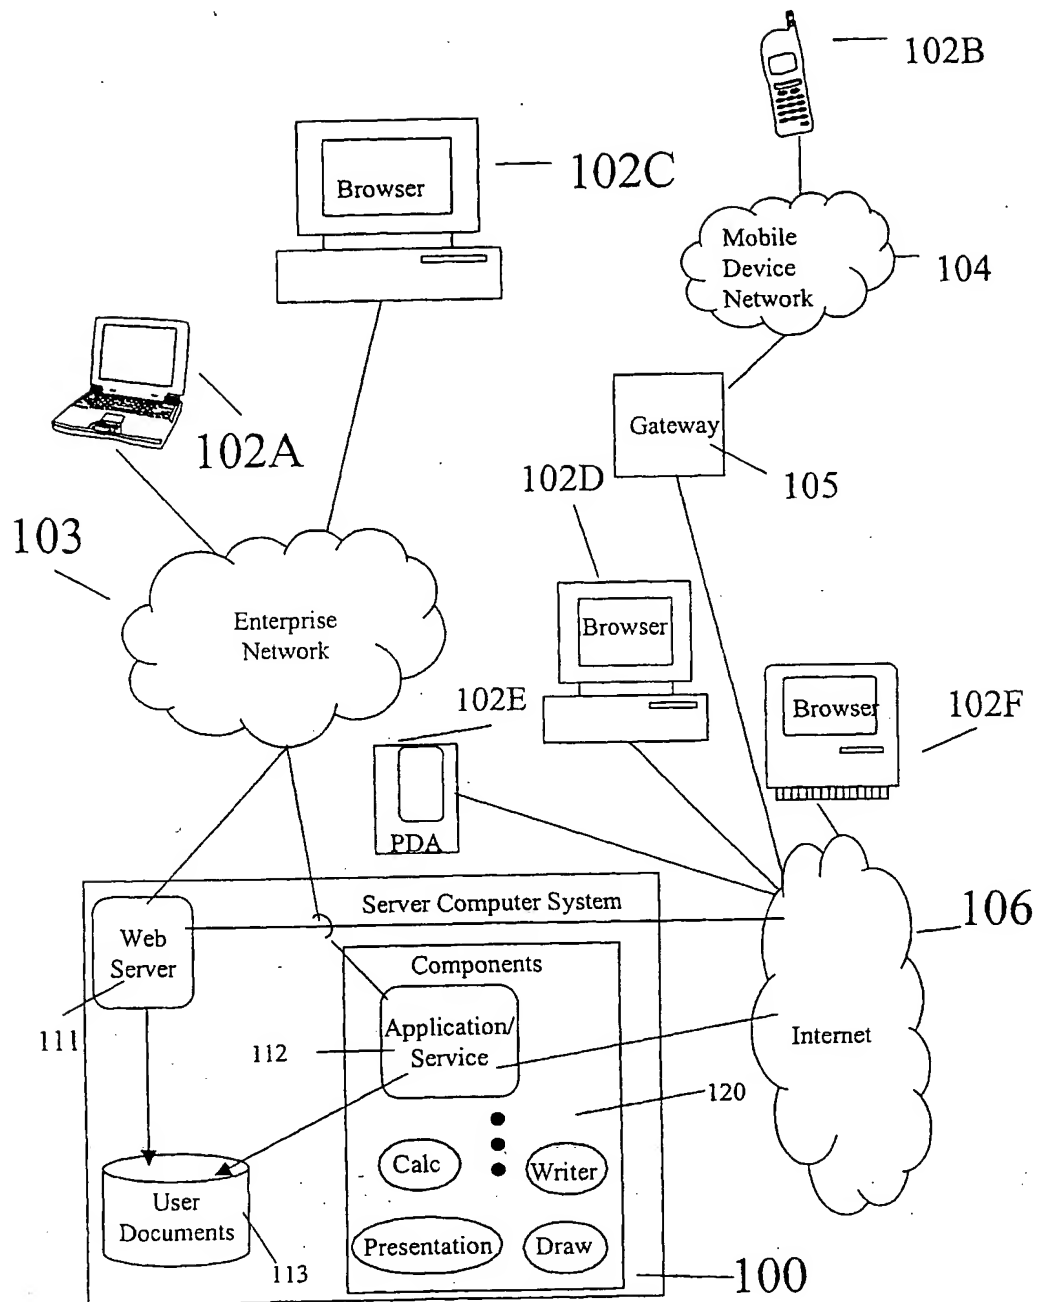 102B
Browser
102C
Mobile
Device
Network
104
102A
Gateway
105
102D
103
Enterprise
Network
Browser
102E
Browser
102F
PDA
Server Computer System
106
Web
Server
Components
111
112
Application/
Service
Internet
120
Calc
Writer
User
Documents
Presentation
Draw
113
100